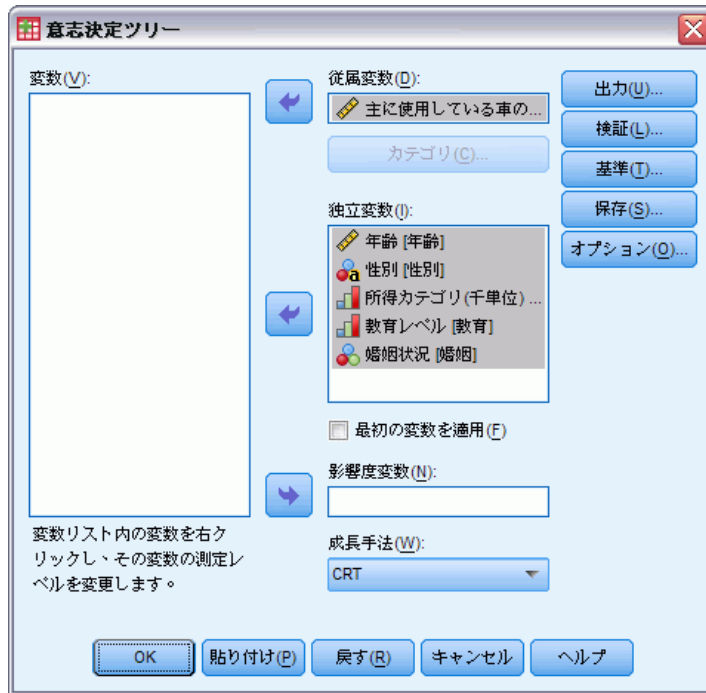 意志決定ツリー
変数(V):
従属変数(D):
主に使用している車の...
カテゴリ(C)...
独立変数(I):
年齢 [年齢]
a 性別 [性別]
所得カテゴリ(千単位) ...
教育レベル [教育]
婚姻状況 [婚姻]
最初の変数を適用(F)
影響度変数(N):
変数リスト内の変数を右ク
リックし、その変数の測定レ
ベルを変更します。
成長手法(W):
CRT
出力(U)...
検証(L)...
基準(T)...
保存(S)...
オプション(O)...
OK
貼り付け(P)
戻す(R)
キャンセル
ヘルプ